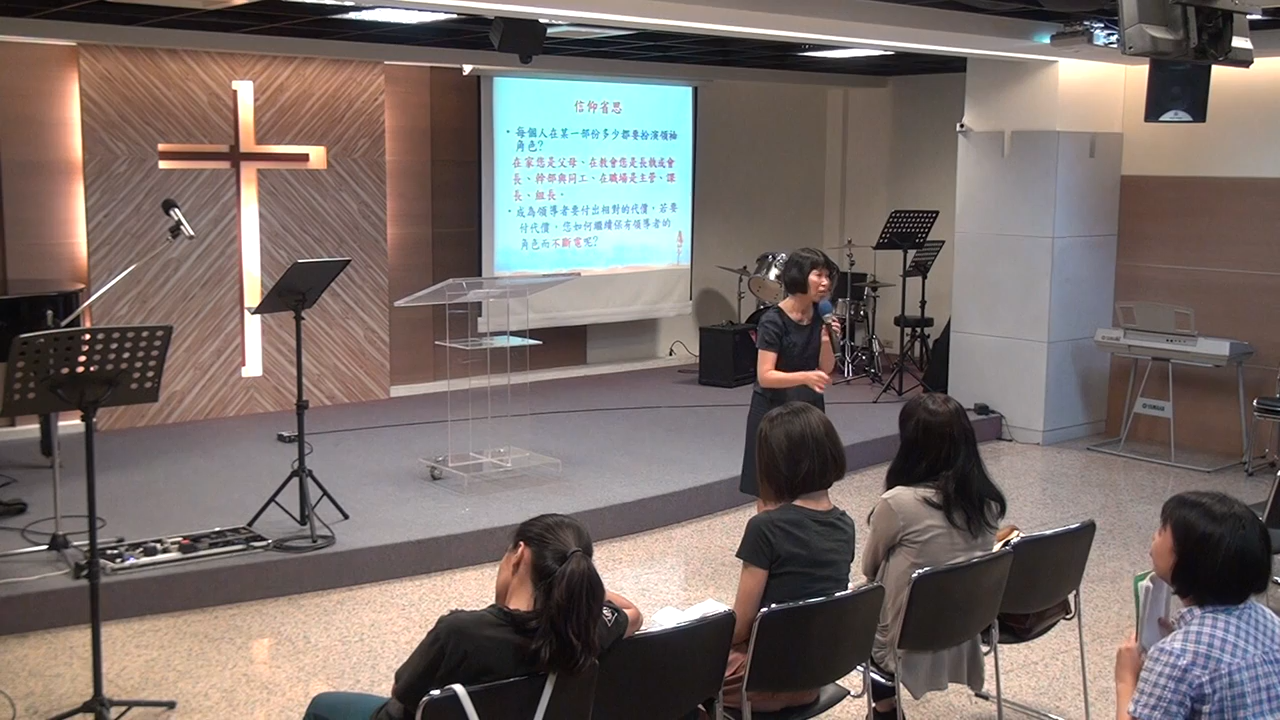 信仰省思
• 每個人在某一部份多少都要扮演領袖
角色?
在家您是父母、在教會您是長執或會
長、幹部與同工、在職場是主管、課
長、組長。
• 成為領導者要付出相對的代價,若要
付代價,您如何繼續保有領導者的
角色而不斷電呢?
YAMAHA